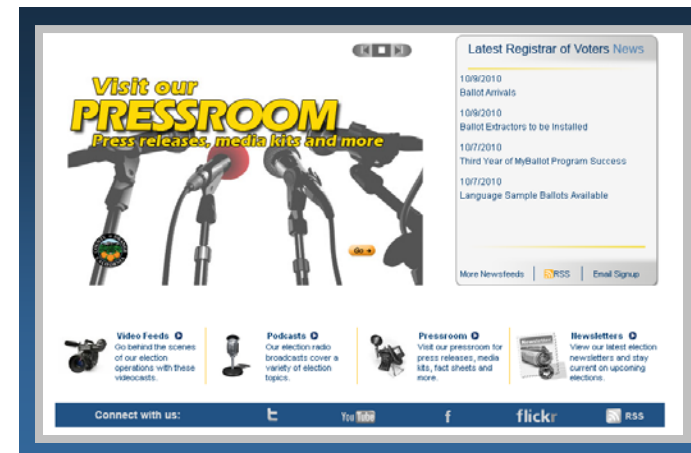 Visit our
PRESSROOM
Press releases, media kits and more
Go
Latest Registrar of Voters News
10/9/2010
Ballot Arrivals
10/9/2010
Ballot Extractors to be Installed
10/7/2010
Third Year of MyBallot Program Success
10/7/2010
Language Sample Ballots Available
More Newsfeeds
RSS
Email Signup
Video Feeds
Go behind the scenes
of our election
operations with these
videocasts.
Podcasts
Our election radio
broadcasts cover a
variety of election
topics.
Pressroom
Visit our pressroom for
press releases, media
kits, fact sheets and
more.
Newsletters
View our latest election
newsletters and stay
current on upcoming
elections.
Connect with us:
t
YouTube
f
flickr
RSS